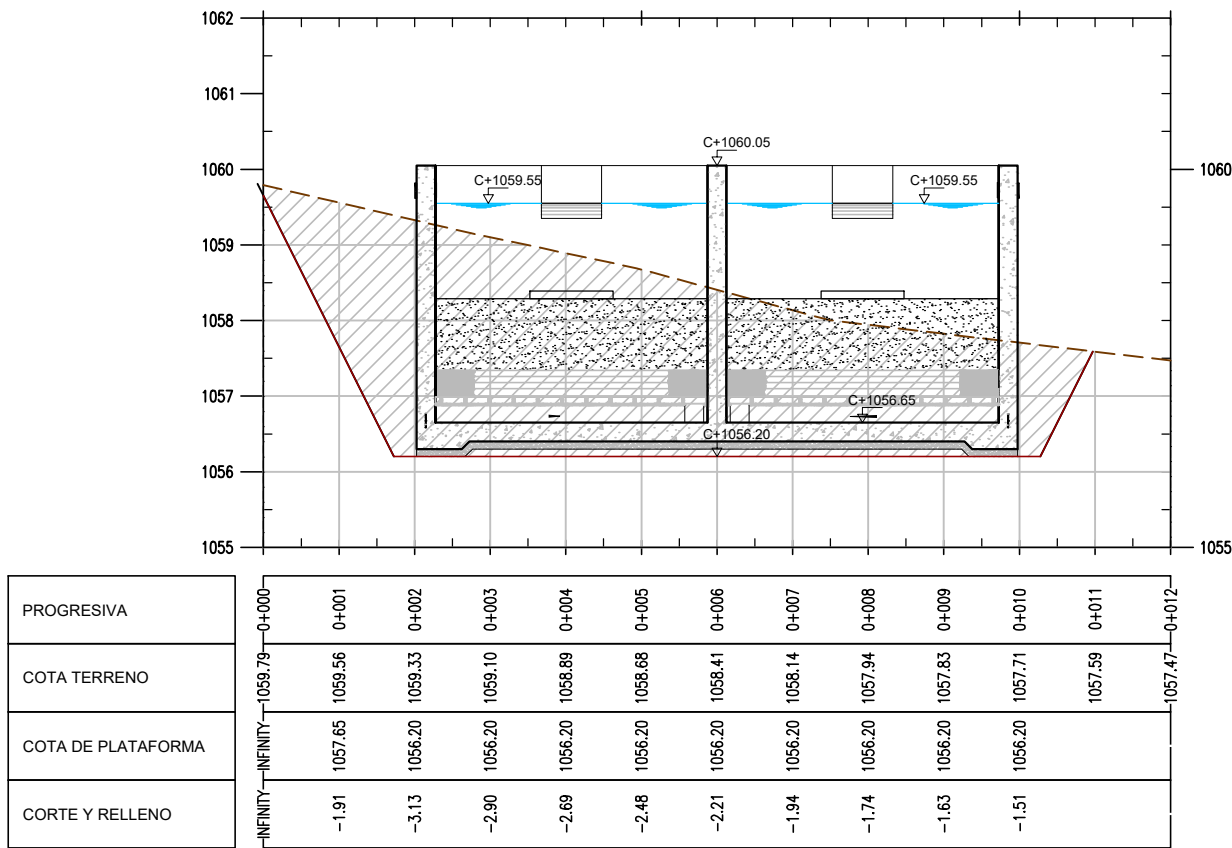 1062
1061
1060
1059
1058
1057
1056
1055
1060
1055
C+1060.05
C+1059.55
C+1059.55
C+1056.65
C+1056.20
PROGRESIVA 0+000 0+001 0+002 0+003 0+004 0+005 0+006 0+007 0+008 0+009 0+010 0+011 0+012
COTA TERRENO 1059.79 1059.56 1059.33 1059.10 1058.89 1058.68 1058.41 1058.14 1057.94 1057.83 1057.71 1057.59 1057.47
COTA DE PLATAFORMA INFINITY 1057.65 1056.20 1056.20 1056.20 1056.20 1056.20 1056.20 1056.20 1056.20 1056.20
CORTE Y RELLENO INFINITY -1.91 -3.13 -2.90 -2.69 -2.48 -2.21 -1.94 -1.74 -1.63 -1.51